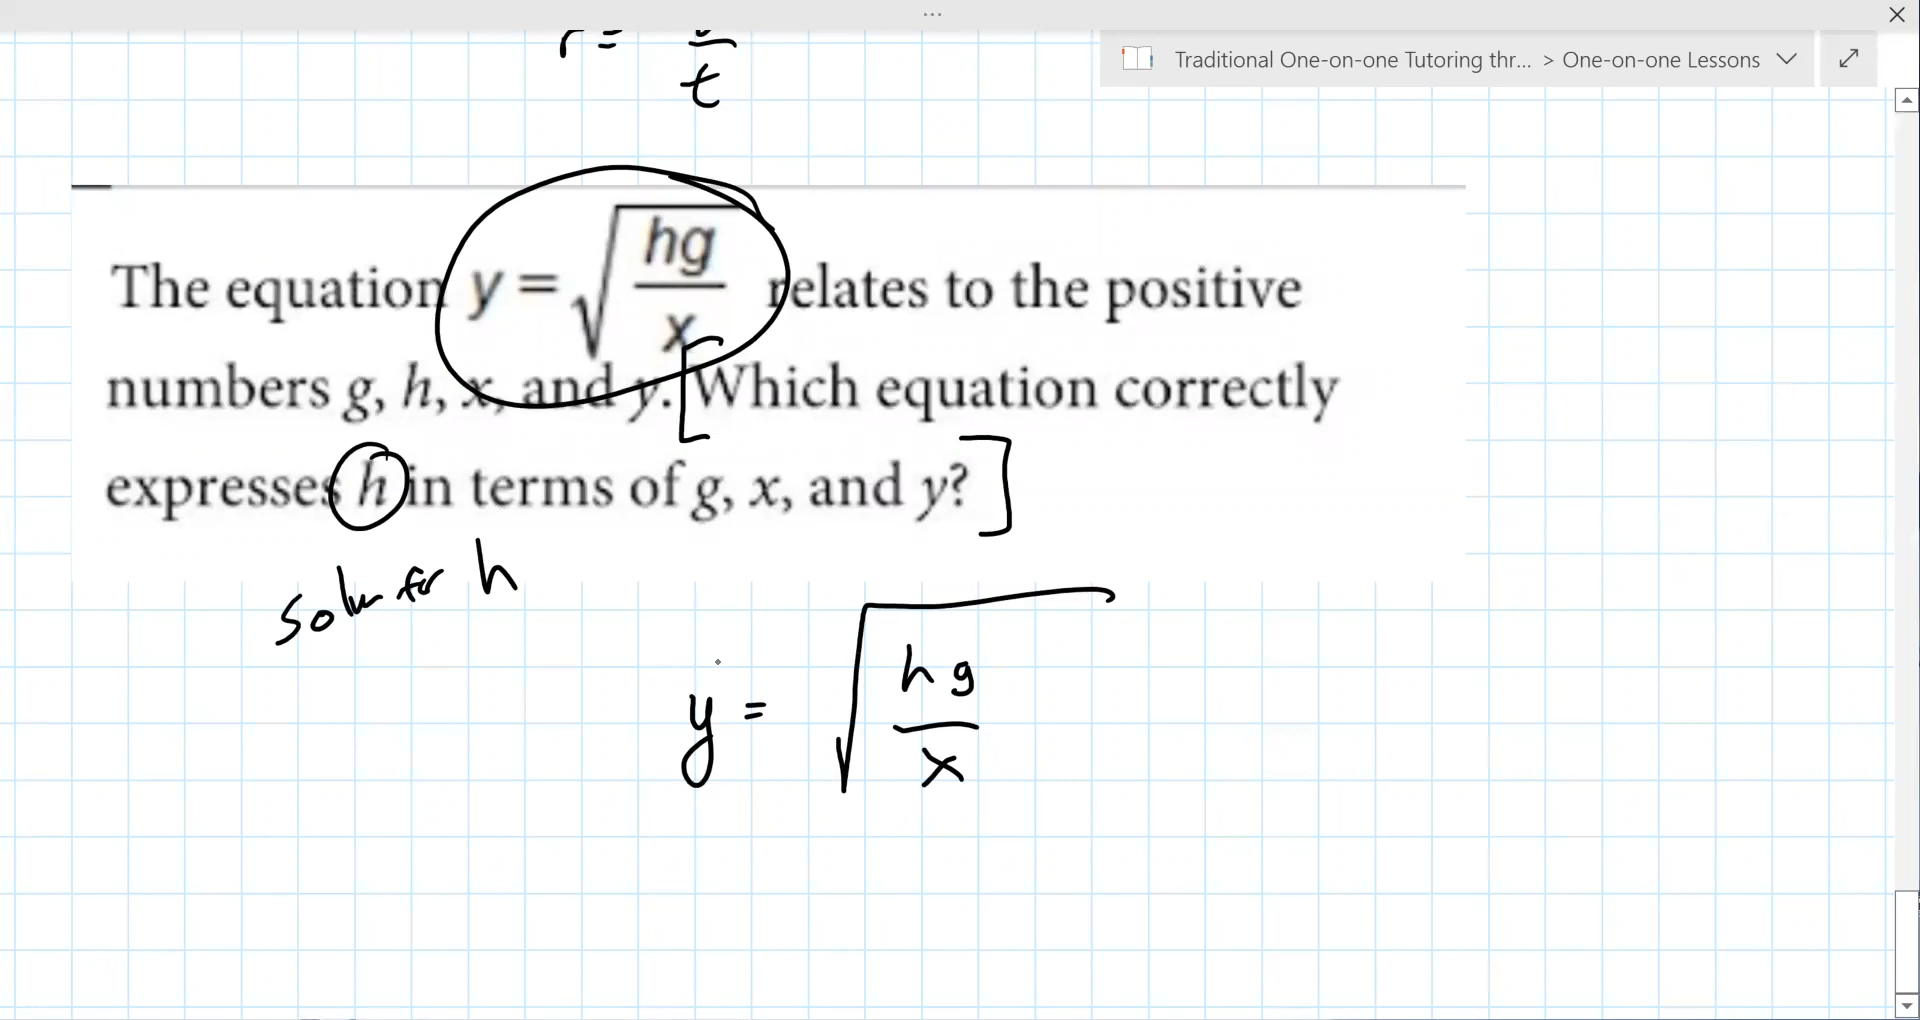 ...
Traditional One-on-one Tutoring thr... > One-on-one Lessons
r = / t
The equation y = √(hg/x) relates to the positive
numbers g, h, x, and y. [Which equation correctly
expresses h in terms of g, x, and y?]
solve for h
y = √(hg/x)